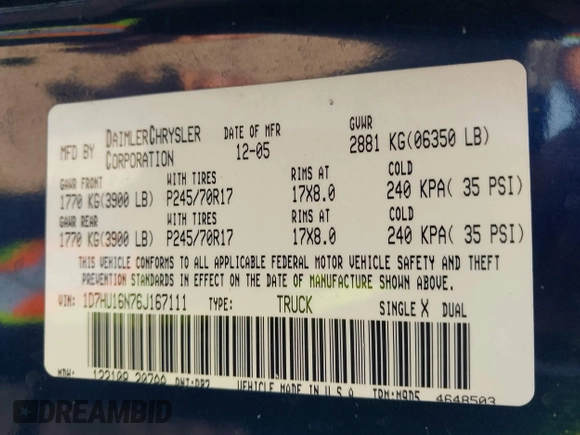 MFD BY DAIMLERCHRYSLER CORPORATION DATE OF MFR 12-05 GVWR 2881 KG(06350 LB)
GAWR FRONT WITH TIRES RIMS AT COLD
1770 KG(3900 LB) P245/70R17 17X8.0 240 KPA( 35 PSI)
GAWR REAR WITH TIRES RIMS AT COLD
1770 KG(3900 LB) P245/70R17 17X8.0 240 KPA( 35 PSI)
THIS VEHICLE CONFORMS TO ALL APPLICABLE FEDERAL MOTOR VEHICLE SAFETY AND THEFT
PREVENTION STANDARDS IN EFFECT ON THE DATE OF MANUFACTURE SHOWN ABOVE.
VIN: 1D7HU16N76J167111 TYPE: TRUCK SINGLE X DUAL
MDH: 122109 PNT: VEHICLE MADE IN U.S.A TRM: 4648503
DREAMBID